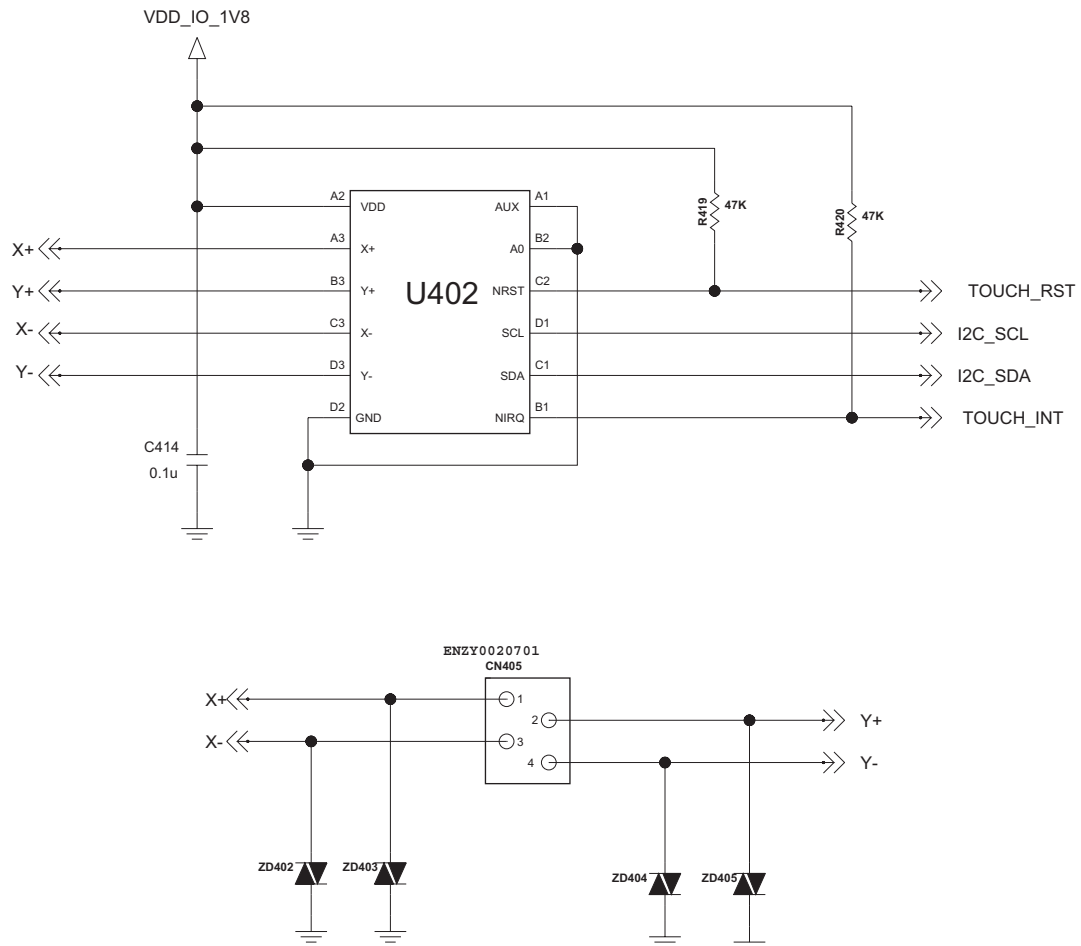 VDD_IO_1V8
A2
A1
VDD
AUX
R419
47K
R420
47K
X+
A3
B2
X+
A0
Y+
B3
C2
Y+
U402
NRST
TOUCH_RST
X-
C3
D1
X-
SCL
I2C_SCL
Y-
D3
C1
Y-
SDA
I2C_SDA
D2
B1
GND
NIRQ
TOUCH_INT
C414
0.1u
ENZY0020701
CN405
X+
1
2
Y+
X-
3
4
Y-
ZD402
ZD403
ZD404
ZD405